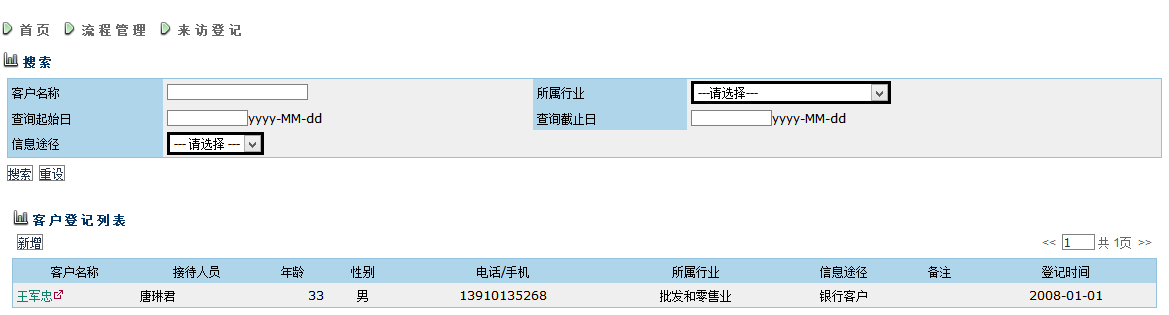 首页 流程管理 来访登记
搜索
客户名称 所属行业 ---请选择---
查询起始日 yyyy-MM-dd 查询截止日 yyyy-MM-dd
信息途径 --- 请选择 ---
搜索 重设
客户登记列表
新增 << 1 共 1页 >>
客户名称 接待人员 年龄 性别 电话/手机 所属行业 信息途径 备注 登记时间
王军忠 唐琳君 33 男 13910135268 批发和零售业 银行客户 2008-01-01